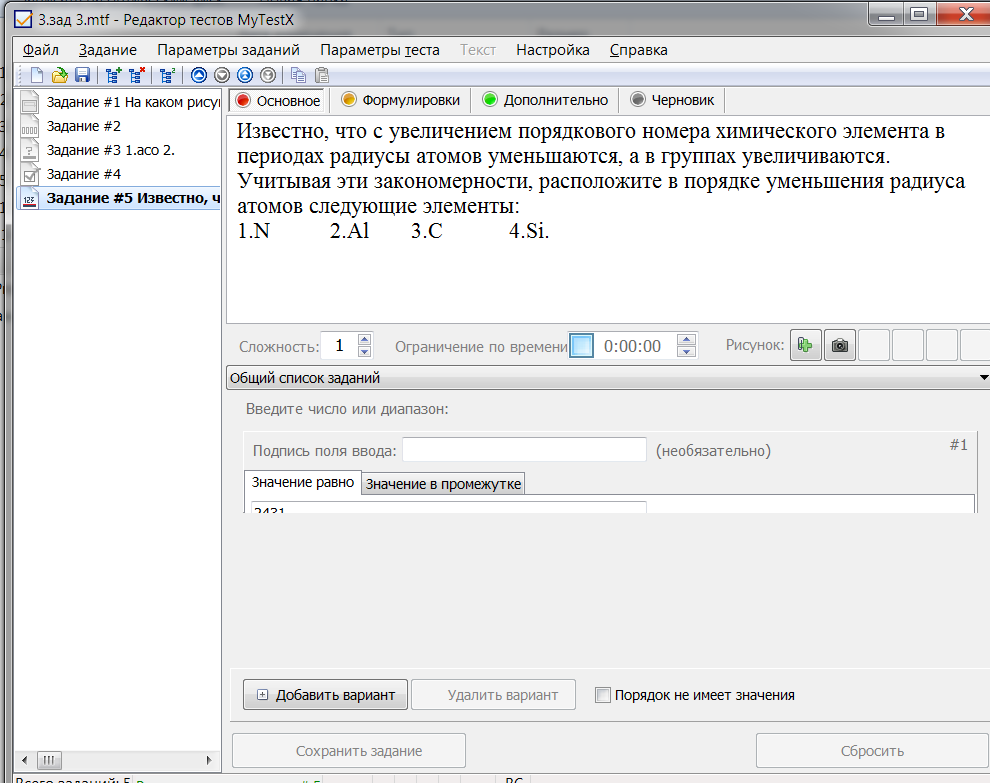 3.зад 3.mtf - Редактор тестов MyTestX
Файл Задание Параметры заданий Параметры теста Текст Настройка Справка
Задание #1 На каком рисун
Задание #2
Задание #3 1.асо 2.
Задание #4
Задание #5 Известно, ч
Основное Формулировки Дополнительно Черновик
Известно, что с увеличением порядкового номера химического элемента в
периодах радиусы атомов уменьшаются, а в группах увеличиваются.
Учитывая эти закономерности, расположите в порядке уменьшения радиуса
атомов следующие элементы:
1.N 2.Al 3.C 4.Si.
Сложность: 1 Ограничение по времени 0:00:00 Рисунок:
Общий список заданий
Введите число или диапазон:
#1
Подпись поля ввода: (необязательно)
Значение равно Значение в промежутке
2431
Добавить вариант Удалить вариант Порядок не имеет значения
Сохранить задание Сбросить
Всего заданий: 5